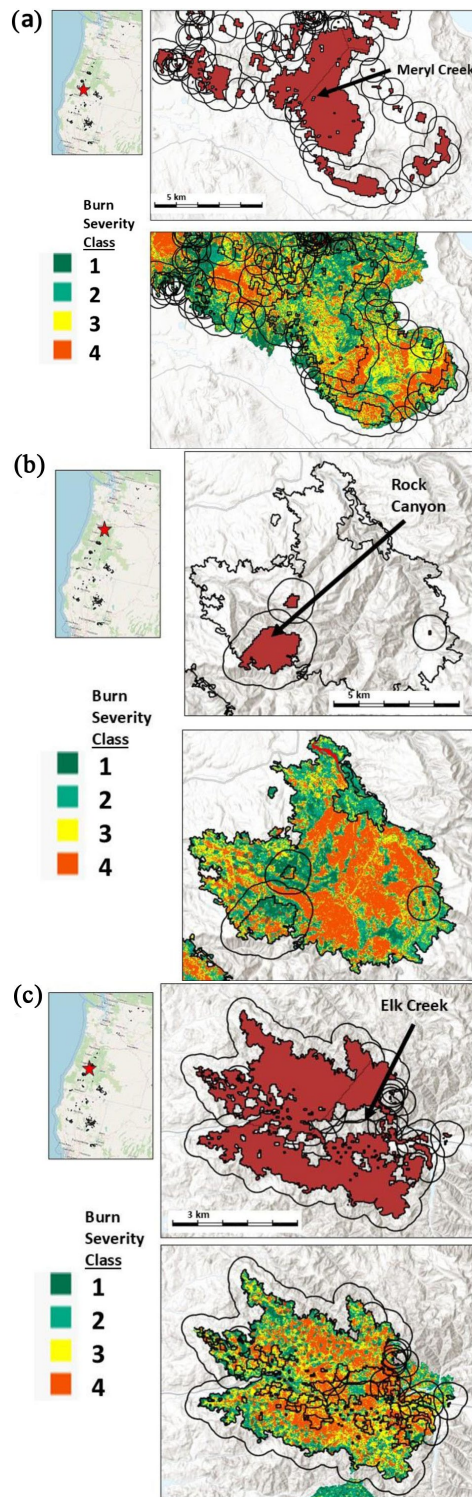 (a)
Meryl Creek
5 km
Burn
Severity
Class
1
2
3
4
(b)
Rock
Canyon
5 km
Burn
Severity
Class
1
2
3
4
(c)
Elk Creek
3 km
Burn
Severity
Class
1
2
3
4